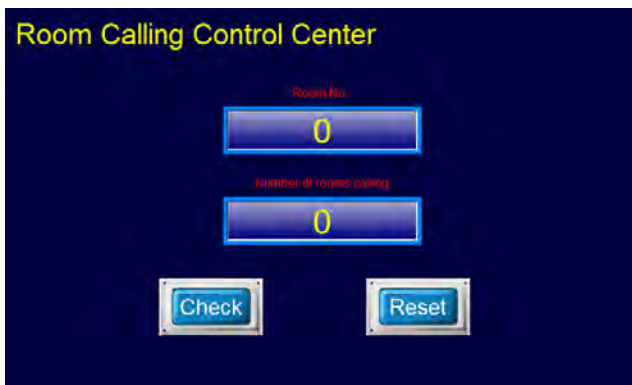 Room Calling Control Center
Room No.
0
Number of rooms calling
0
Check
Reset